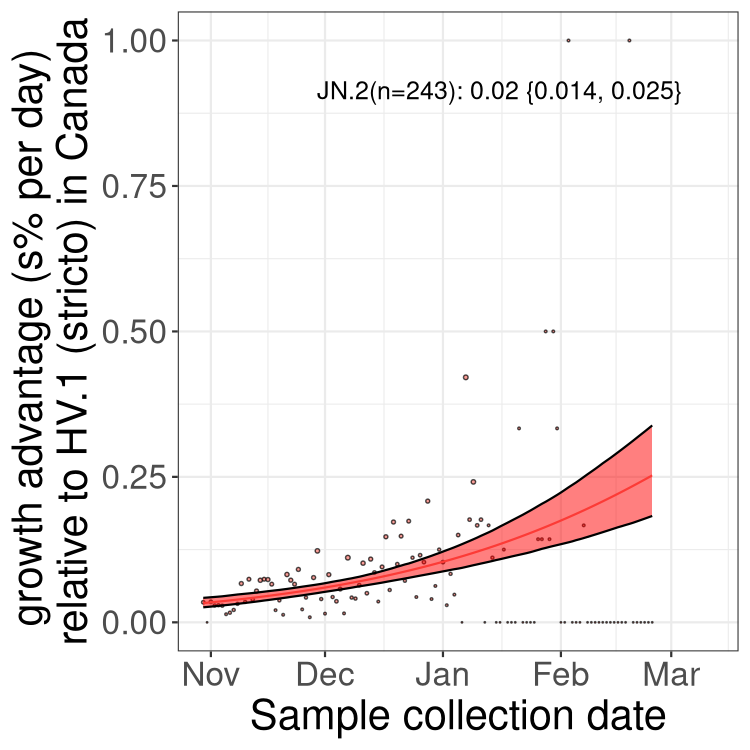 growth advantage (s% per day)
relative to HV.1 (stricto) in Canada
1.00
JN.2(n=243): 0.02 {0.014, 0.025}
0.75
0.50
0.25
0.00
Nov Dec Jan Feb Mar
Sample collection date